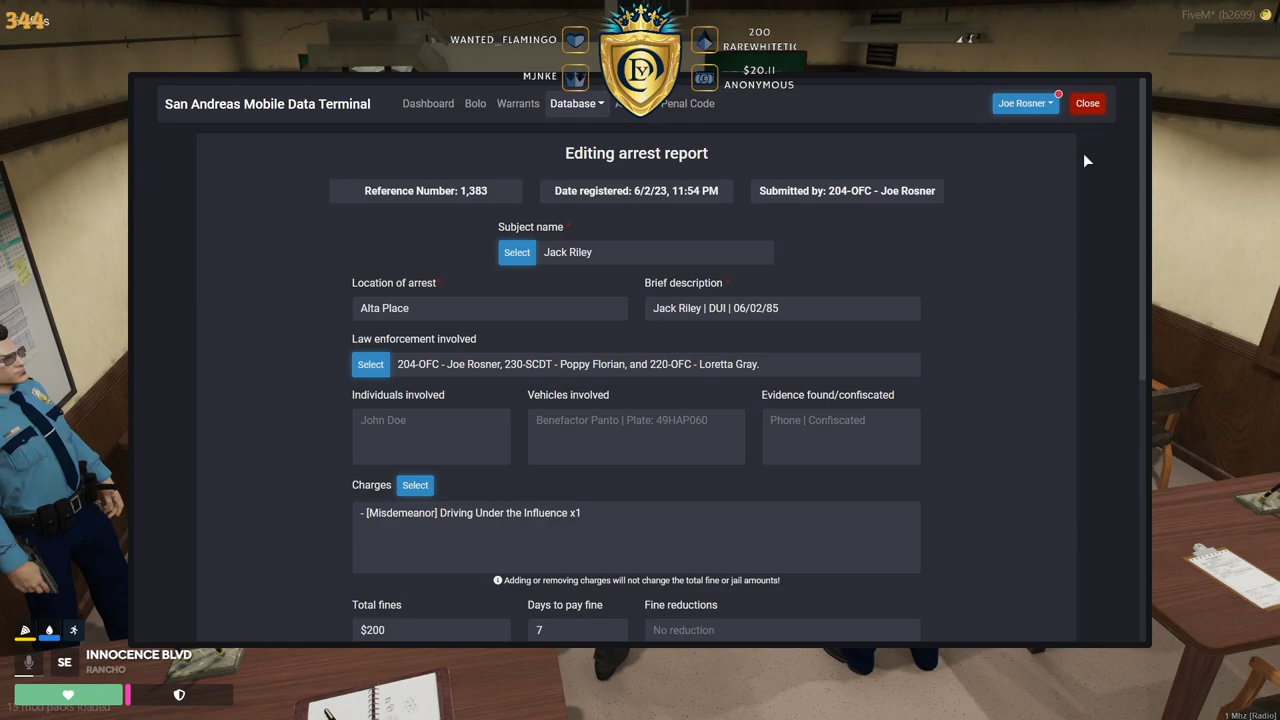 344
FiveM* (b2699)
WANTED_FLAMINGO
200
RAREWHITETIC
MJNKE
$20.11
ANONYMOUS
San Andreas Mobile Data Terminal
Dashboard
Bolo
Warrants
Database
Penal Code
Joe Rosner
Close
Editing arrest report
Reference Number: 1,383
Date registered: 6/2/23, 11:54 PM
Submitted by: 204-OFC - Joe Rosner
Subject name *
Select
Jack Riley
Location of arrest *
Brief description *
Alta Place
Jack Riley | DUI | 06/02/85
Law enforcement involved
Select
204-OFC - Joe Rosner, 230-SCDT - Poppy Florian, and 220-OFC - Loretta Gray.
Individuals involved
Vehicles involved
Evidence found/confiscated
John Doe
Benefactor Panto | Plate: 49HAP060
Phone | Confiscated
Charges
Select
- [Misdemeanor] Driving Under the Influence x1
Adding or removing charges will not change the total fine or jail amounts!
Total fines
Days to pay fine
Fine reductions
$200
7
No reduction
SE
INNOCENCE BLVD
RANCHO
15 mod packs loaded
1 Mhz [Radio]